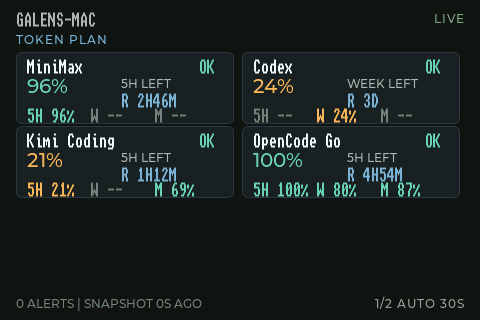 GALENS-MAC LIVE
TOKEN PLAN
MiniMax OK
96% 5H LEFT
R 2H46M
5H 96% W -- M --
Codex OK
24% WEEK LEFT
R 3D
5H -- W 24% M --
Kimi Coding OK
21% 5H LEFT
R 1H12M
5H 21% W -- M 69%
OpenCode Go OK
100% 5H LEFT
R 4H54M
5H 100% W 80% M 87%
0 ALERTS | SNAPSHOT 0S AGO 1/2 AUTO 30S